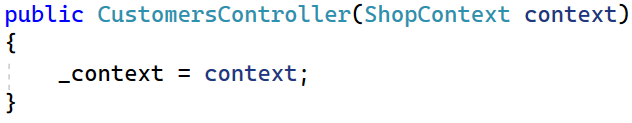 public CustomersController(ShopContext context)
{
    _context = context;
}